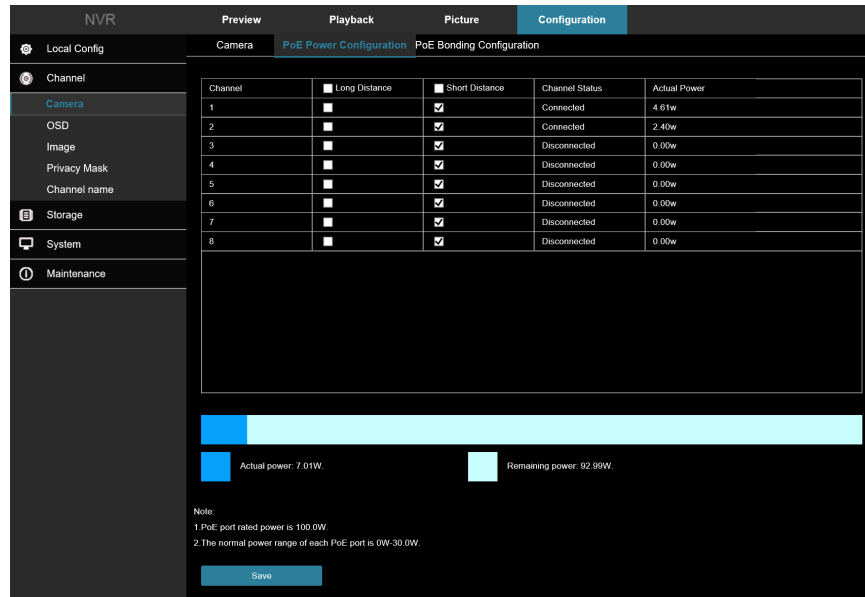 NVR Preview Playback Picture Configuration
Local Config Camera PoE Power Configuration PoE Bonding Configuration
Channel
Camera
OSD
Image
Privacy Mask
Channel name
Storage
System
Maintenance
Channel Long Distance Short Distance Channel Status Actual Power
1 Connected 4.61w
2 Connected 2.40w
3 Disconnected 0.00w
4 Disconnected 0.00w
5 Disconnected 0.00w
6 Disconnected 0.00w
7 Disconnected 0.00w
8 Disconnected 0.00w
Actual power: 7.01W. Remaining power: 92.99W.
Note:
1.PoE port rated power is 100.0W.
2.The normal power range of each PoE port is 0W-30.0W.
Save